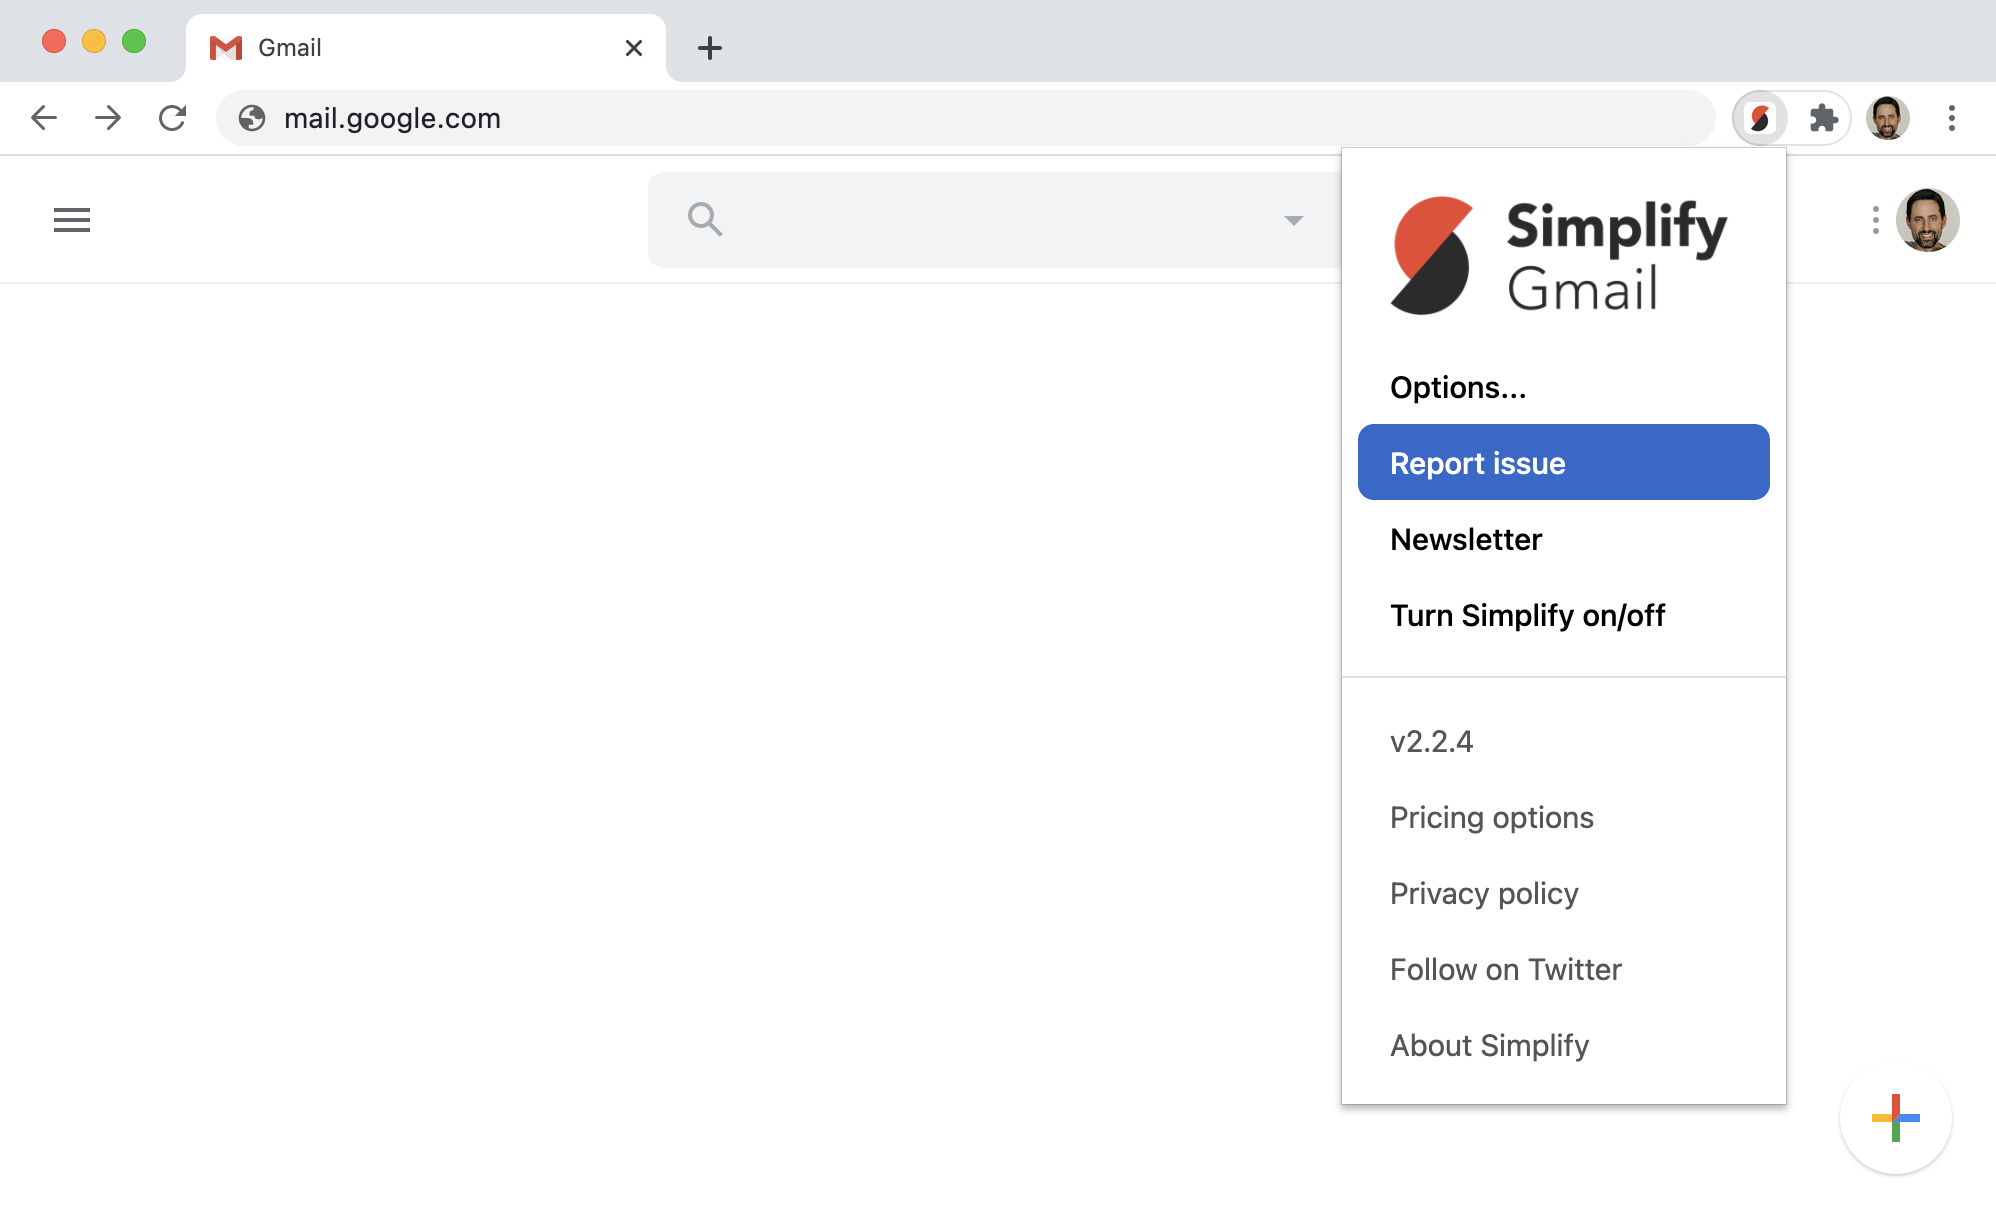 Gmail
mail.google.com
Simplify
Gmail
Options...
Report issue
Newsletter
Turn Simplify on/off
v2.2.4
Pricing options
Privacy policy
Follow on Twitter
About Simplify